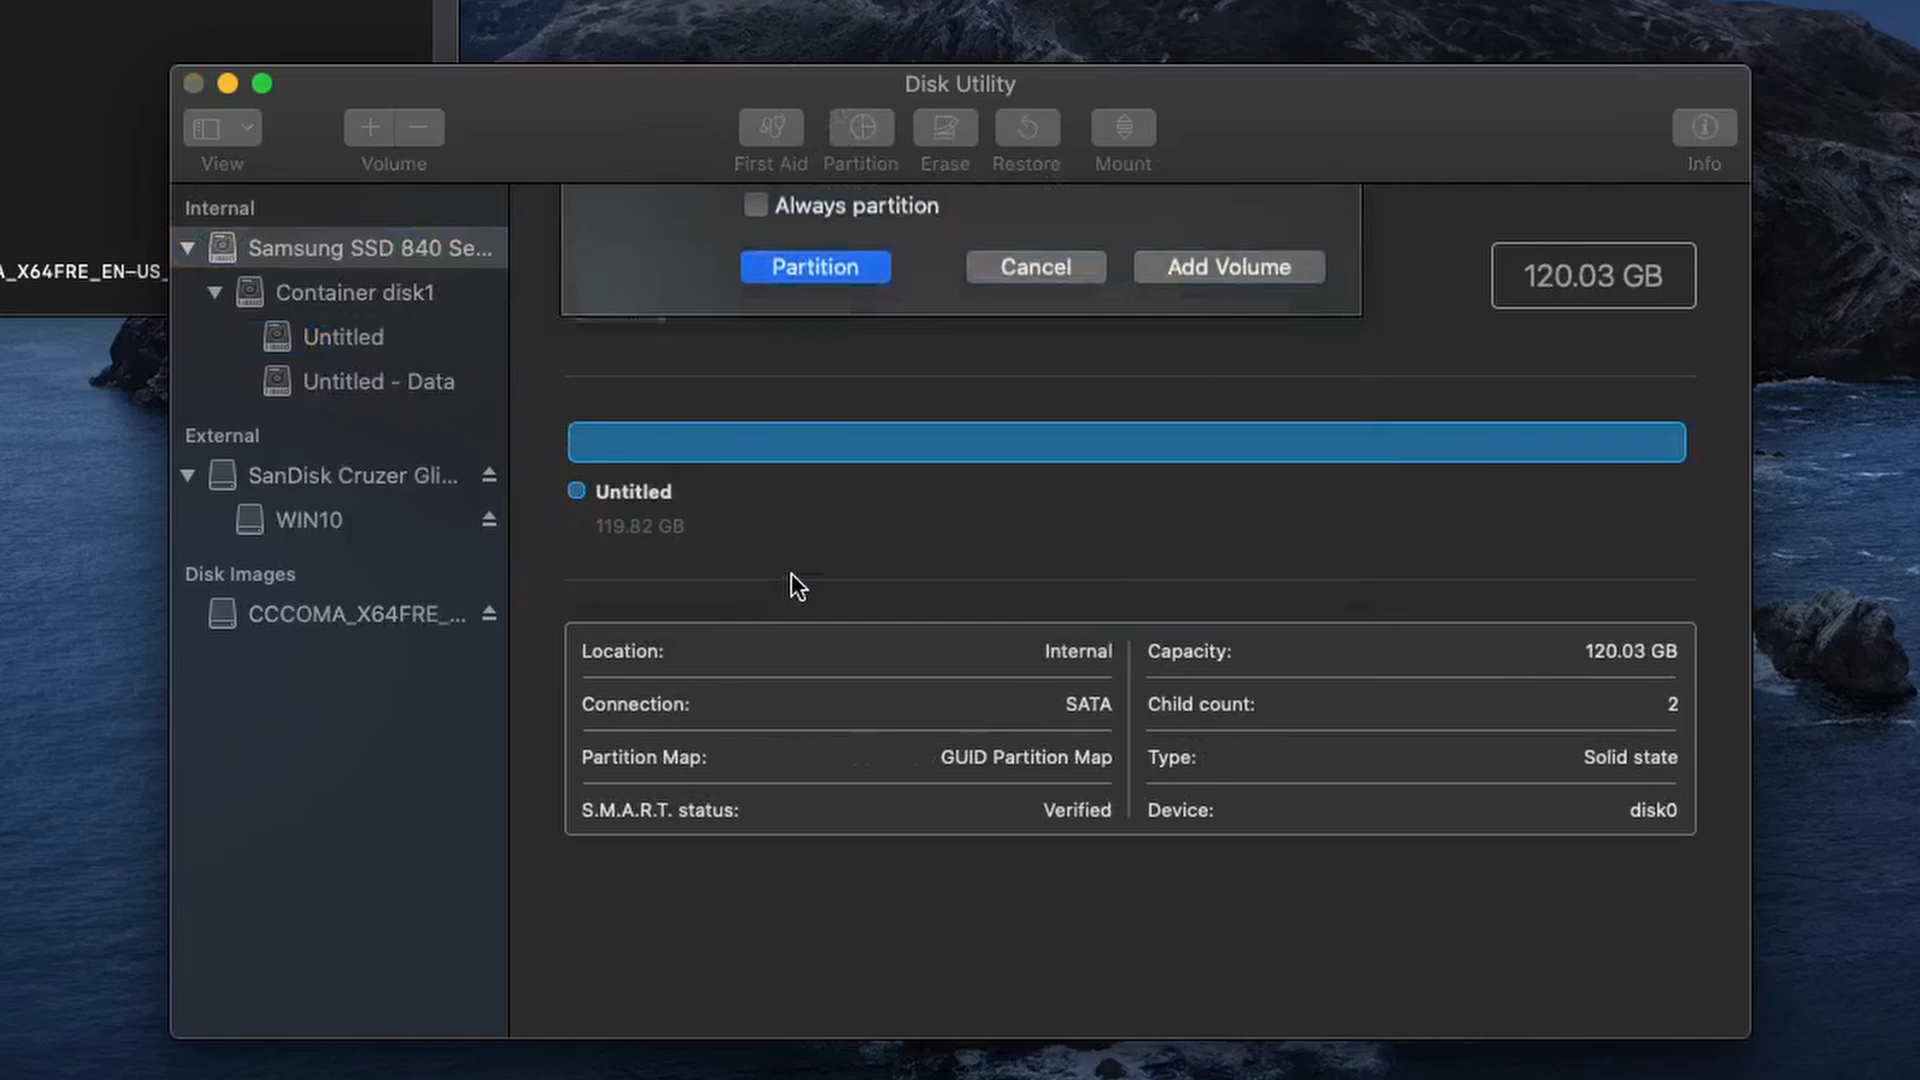 Disk Utility
View
Volume
First Aid
Partition
Erase
Restore
Mount
Info
A_X64FRE_EN-US_
Internal
Samsung SSD 840 Se...
Container disk1
Untitled
Untitled - Data
External
SanDisk Cruzer Gli...
WIN10
Disk Images
CCCOMA_X64FRE_...
Always partition
Partition
Cancel
Add Volume
120.03 GB
Untitled
119.82 GB
Location: Internal
Connection: SATA
Partition Map: GUID Partition Map
S.M.A.R.T. status: Verified
Capacity: 120.03 GB
Child count: 2
Type: Solid state
Device: disk0